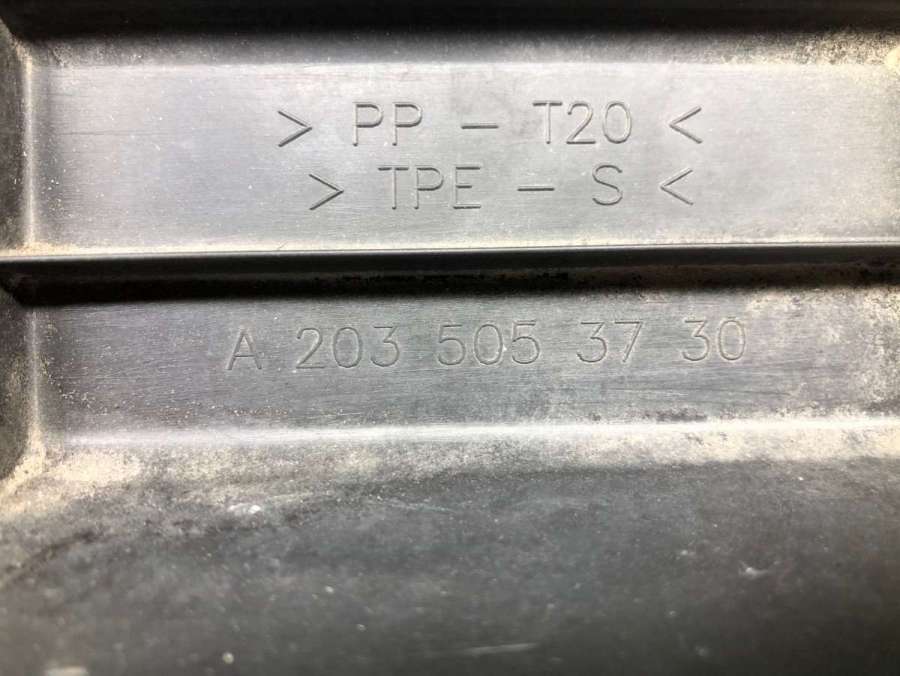 > PP - T20 <
> TPE - S <
A 203 505 37 30